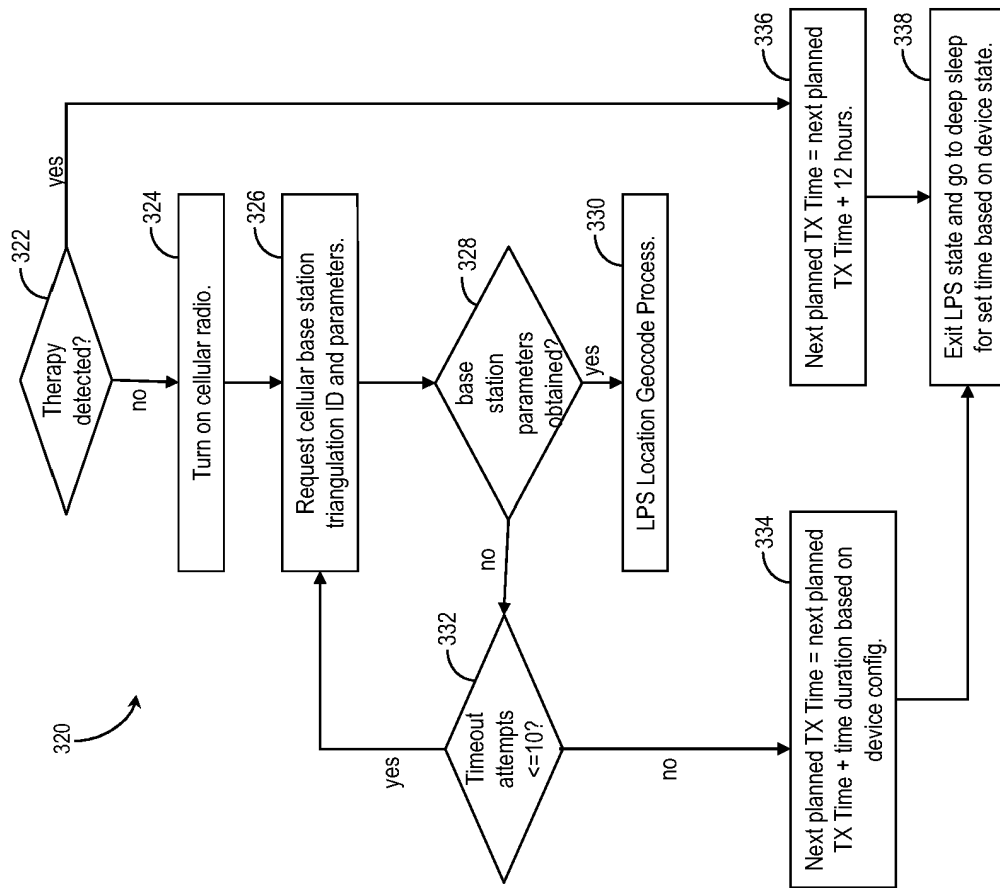 320
322
Therapy
detected?
yes
no
324
Turn on cellular radio.
326
Request cellular base station
triangulation ID and parameters.
328
base
station
parameters
obtained?
no
yes
330
LPS Location Geocode Process.
332
Timeout
attempts
<=10?
yes
no
334
Next planned TX Time = next planned
TX Time + time duration based on
device config.
336
Next planned TX Time = next planned
TX Time + 12 hours.
338
Exit LPS state and go to deep sleep
for set time based on device state.